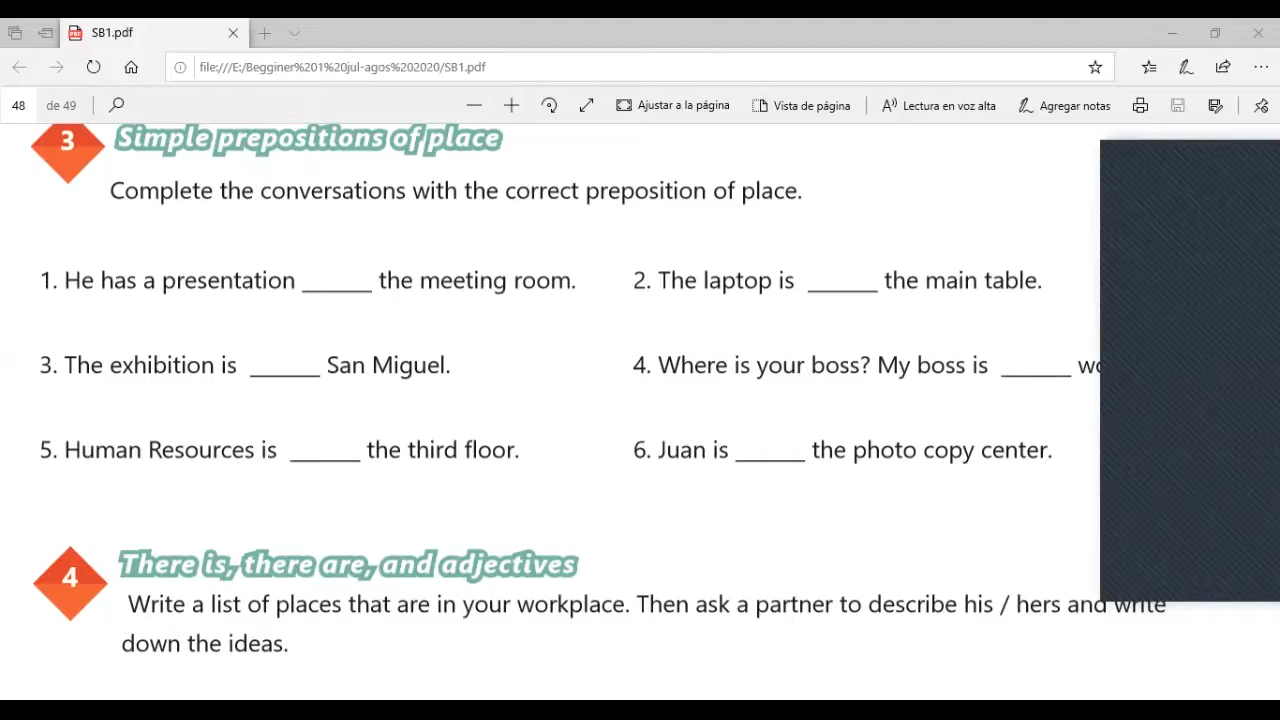 SB1.pdf
file:///E:/Begginer%201%20jul-agos%202020/SB1.pdf
48 de 49 Ajustar a la página Vista de página Lectura en voz alta Agregar notas
3 Simple prepositions of place
Complete the conversations with the correct preposition of place.
1. He has a presentation ______ the meeting room. 2. The laptop is ______ the main table.
3. The exhibition is ______ San Miguel. 4. Where is your boss? My boss is ______
5. Human Resources is ______ the third floor. 6. Juan is ______ the photo copy center.
4 There is, there are, and adjectives
Write a list of places that are in your workplace. Then ask a partner to describe his / hers and write
down the ideas.